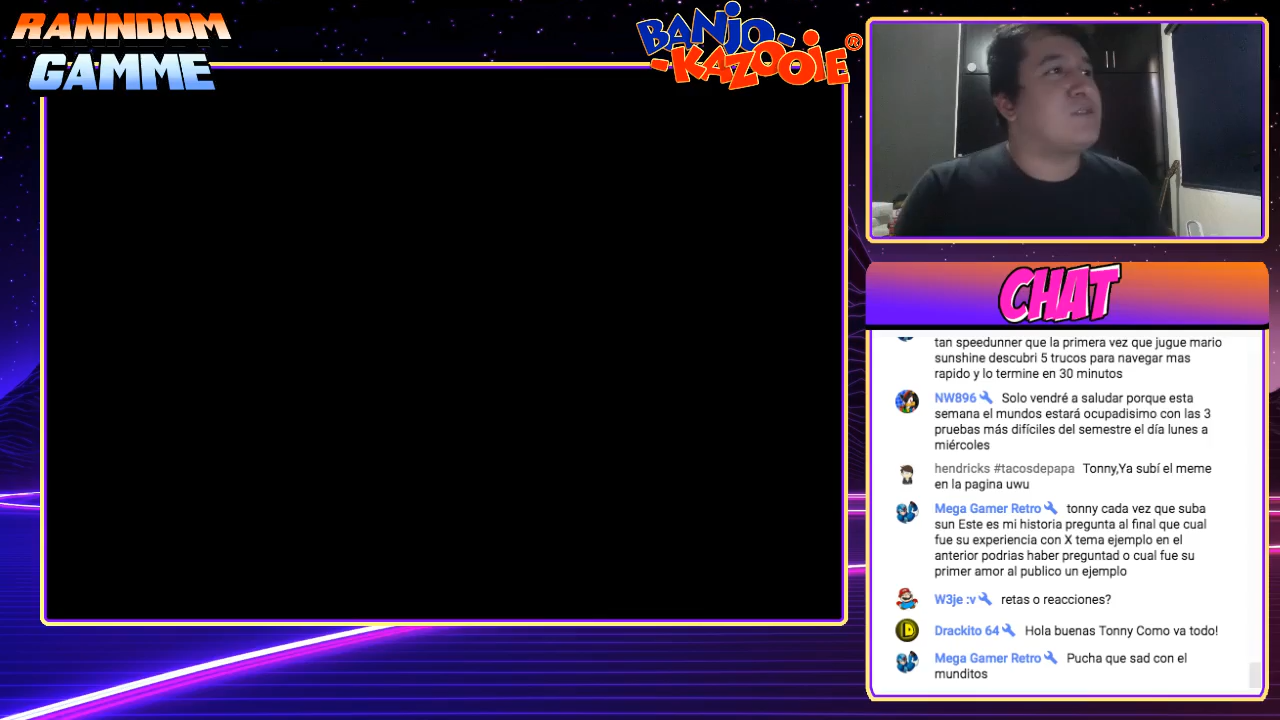 RANNDOM
GAMME
BANJO-
-KAZOOIE®
CHAT
tan speedunner que la primera vez que jugue mario
sunshine descubri 5 trucos para navegar mas
rapido y lo termine en 30 minutos
NW896 Solo vendré a saludar porque esta
semana el mundos estará ocupadisimo con las 3
pruebas más difíciles del semestre el día lunes a
miércoles
hendricks #tacosdepapa Tonny,Ya subí el meme
en la pagina uwu
Mega Gamer Retro tonny cada vez que suba
sun Este es mi historia pregunta al final que cual
fue su experiencia con X tema ejemplo en el
anterior podrias haber preguntad o cual fue su
primer amor al publico un ejemplo
W3je :v retas o reacciones?
Drackito 64 Hola buenas Tonny Como va todo!
Mega Gamer Retro Pucha que sad con el
munditos